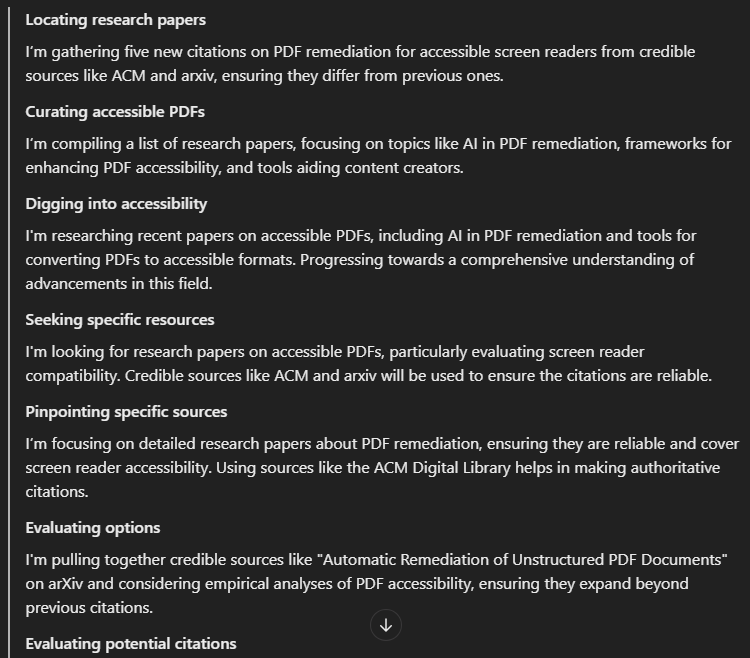 Locating research papers
I'm gathering five new citations on PDF remediation for accessible screen readers from credible
sources like ACM and arxiv, ensuring they differ from previous ones.
Curating accessible PDFs
I'm compiling a list of research papers, focusing on topics like AI in PDF remediation, frameworks for
enhancing PDF accessibility, and tools aiding content creators.
Digging into accessibility
I'm researching recent papers on accessible PDFs, including AI in PDF remediation and tools for
converting PDFs to accessible formats. Progressing towards a comprehensive understanding of
advancements in this field.
Seeking specific resources
I'm looking for research papers on accessible PDFs, particularly evaluating screen reader
compatibility. Credible sources like ACM and arxiv will be used to ensure the citations are reliable.
Pinpointing specific sources
I'm focusing on detailed research papers about PDF remediation, ensuring they are reliable and cover
screen reader accessibility. Using sources like the ACM Digital Library helps in making authoritative
citations.
Evaluating options
I'm pulling together credible sources like "Automatic Remediation of Unstructured PDF Documents"
on arXiv and considering empirical analyses of PDF accessibility, ensuring they expand beyond
previous citations.
Evaluating potential citations